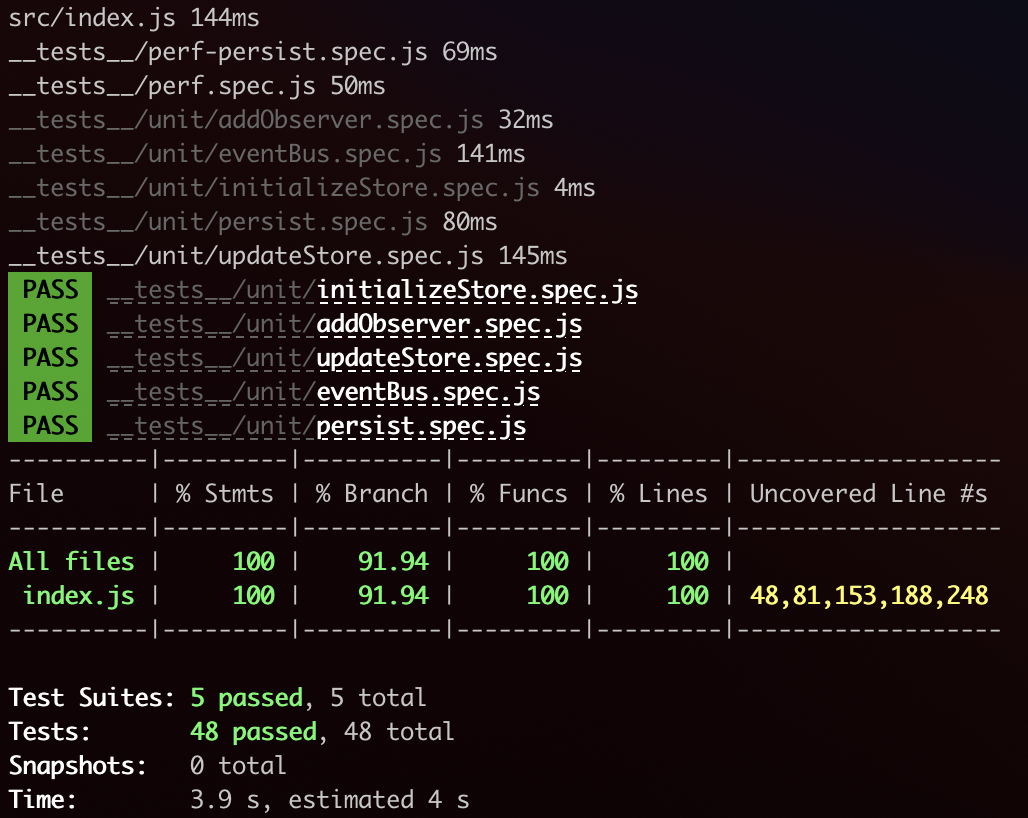 src/index.js 144ms
__tests__/perf-persist.spec.js 69ms
__tests__/perf.spec.js 50ms
__tests__/unit/addObserver.spec.js 32ms
__tests__/unit/eventBus.spec.js 141ms
__tests__/unit/initializeStore.spec.js 4ms
__tests__/unit/persist.spec.js 80ms
__tests__/unit/updateStore.spec.js 145ms
PASS __tests__/unit/initializeStore.spec.js
PASS __tests__/unit/addObserver.spec.js
PASS __tests__/unit/updateStore.spec.js
PASS __tests__/unit/eventBus.spec.js
PASS __tests__/unit/persist.spec.js
----------|---------|----------|---------|---------|-------------------
File      | % Stmts | % Branch | % Funcs | % Lines | Uncovered Line #s
----------|---------|----------|---------|---------|-------------------
All files |     100 |    91.94 |     100 |     100 |
 index.js |     100 |    91.94 |     100 |     100 | 48,81,153,188,248
----------|---------|----------|---------|---------|-------------------
Test Suites: 5 passed, 5 total
Tests:       48 passed, 48 total
Snapshots:   0 total
Time:        3.9 s, estimated 4 s